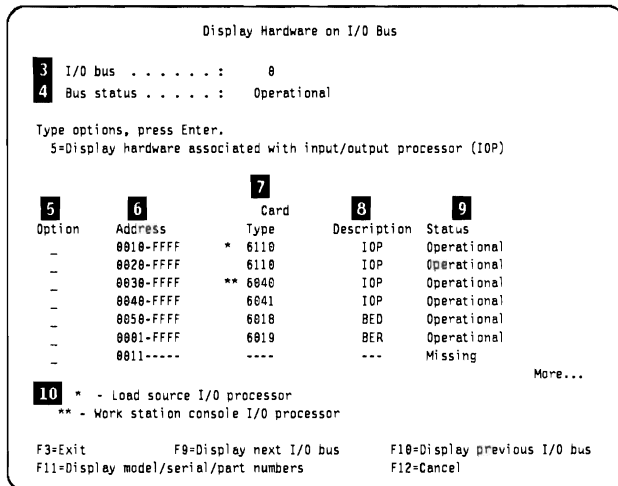 Display Hardware on I/O Bus
3 I/O bus . . . . . . : 0
4 Bus status . . . . . : Operational
Type options, press Enter.
5=Display hardware associated with input/output processor (IOP)
7
5 6 Card 8 9
Option Address Type Description Status
_ 0010-FFFF * 6110 IOP Operational
_ 0020-FFFF 6110 IOP Operational
_ 0030-FFFF ** 6040 IOP Operational
_ 0040-FFFF 6041 IOP Operational
_ 0050-FFFF 6018 BED Operational
_ 0001-FFFF 6019 BER Operational
_ 0011----- ---- --- Missing
More...
10 * - Load source I/O processor
** - Work station console I/O processor
F3=Exit F9=Display next I/O bus F10=Display previous I/O bus
F11=Display model/serial/part numbers F12=Cancel